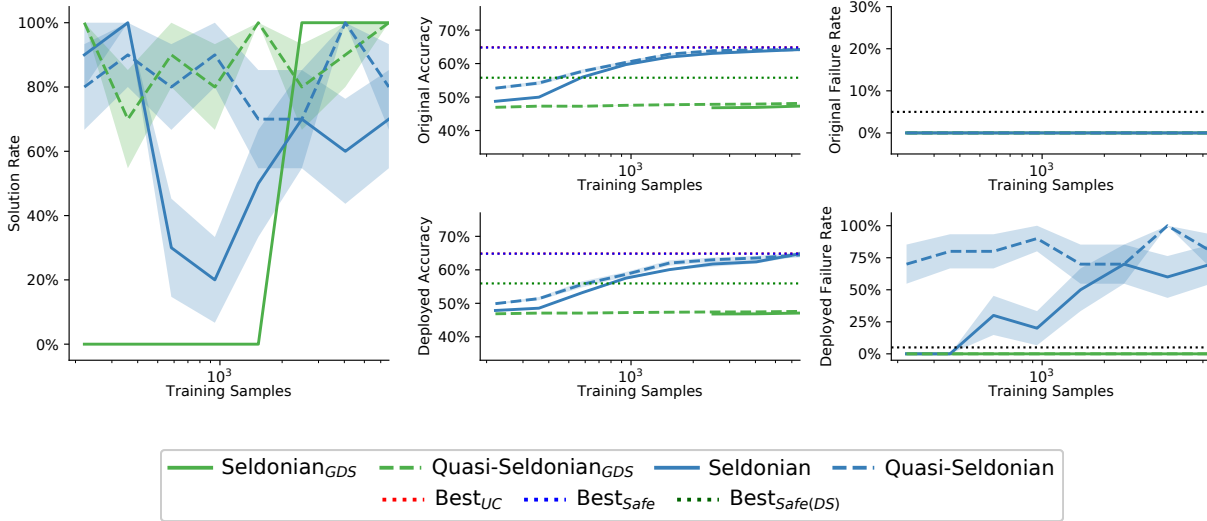 100%
80%
60%
40%
20%
0%
Solution Rate
10^3
Training Samples
70%
60%
50%
40%
Original Accuracy
10^3
Training Samples
30%
25%
20%
15%
10%
5%
0%
Original Failure Rate
10^3
Training Samples
70%
60%
50%
40%
Deployed Accuracy
10^3
Training Samples
100%
75%
50%
25%
0%
Deployed Failure Rate
10^3
Training Samples
Seldonian_GDS Quasi-Seldonian_GDS Seldonian Quasi-Seldonian
Best_UC Best_Safe Best_Safe(DS)